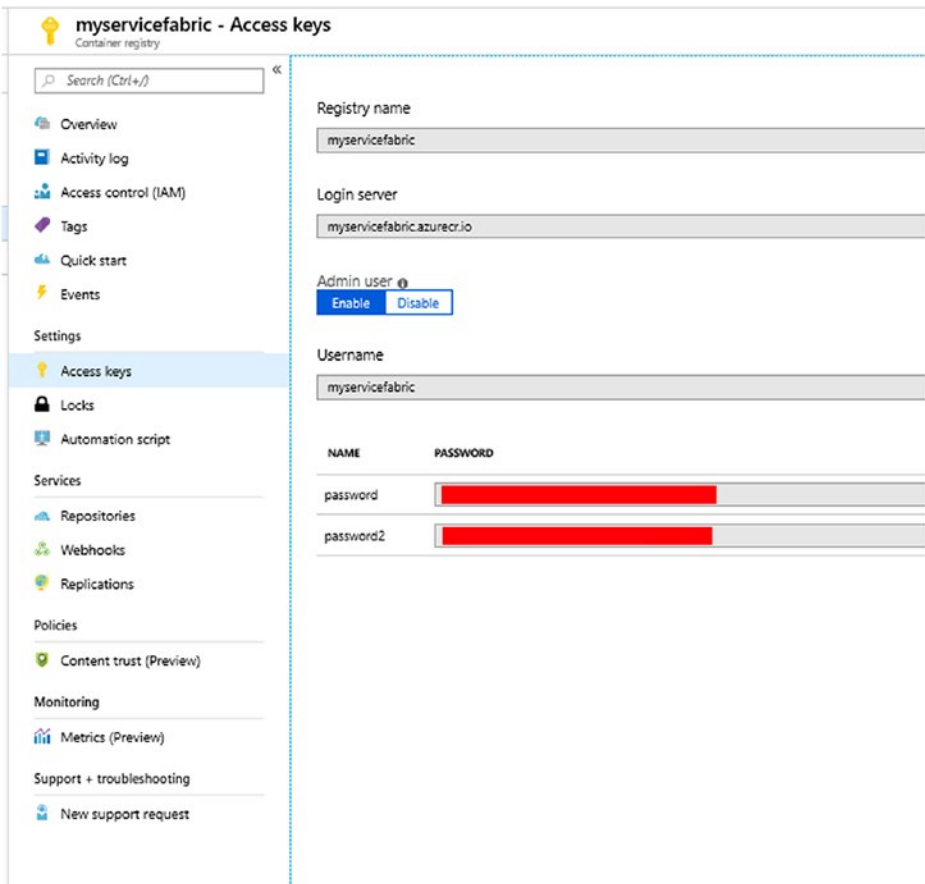 myservicefabric - Access keys
Container registry
Search (Ctrl+/)
Overview
Activity log
Access control (IAM)
Tags
Quick start
Events
Settings
Access keys
Locks
Automation script
Services
Repositories
Webhooks
Replications
Policies
Content trust (Preview)
Monitoring
Metrics (Preview)
Support + troubleshooting
New support request
Registry name
myservicefabric
Login server
myservicefabric.azurecr.io
Admin user
Enable Disable
Username
myservicefabric
NAME PASSWORD
password
password2